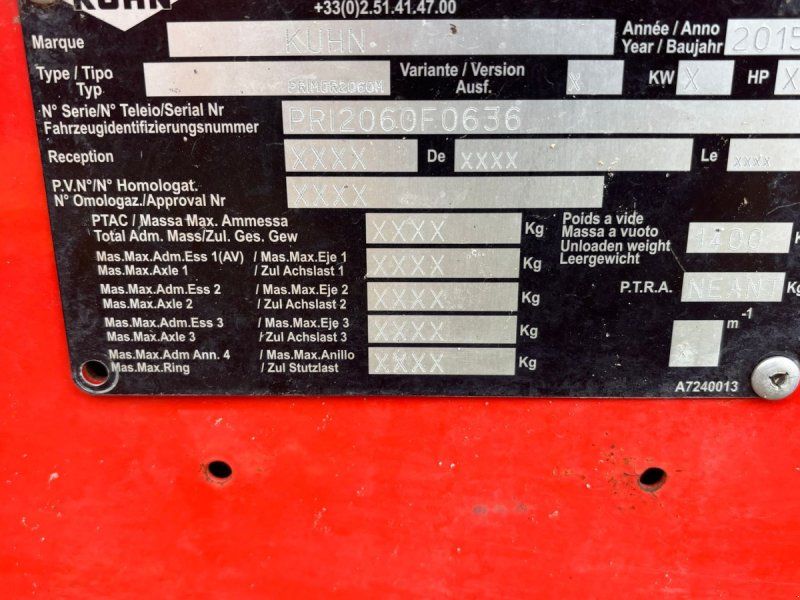 KUHN
+33(0)2.51.41.47.00
Marque KUHN Année / Anno Year / Baujahr 2015
Type / Tipo Typ PRIMOR2060M Variante / Version Ausf. X KW X HP X
N° Serie/N° Teleio/Serial Nr
Fahrzeugidentifizierungsnummer PRI2060F0636
Reception XXXX De XXXX Le XXXX
P.V.N°/N° Homologat.
N° Omologaz./Approval Nr XXXX
PTAC / Massa Max. Ammessa
Total Adm. Mass/Zul. Ges. Gew XXXX Kg
Poids a vide
Massa a vuoto
Unloaden weight
Leergewicht 1400 K
Mas.Max.Adm.Ess 1(AV) / Mas.Max.Eje 1
Mas.Max.Axle 1 / Zul Achslast 1 XXXX Kg
Mas.Max.Adm.Ess 2 / Mas.Max.Eje 2
Mas.Max.Axle 2 / Zul Achslast 2 XXXX Kg
P.T.R.A. NEANT Kg
Mas.Max.Adm.Ess 3 / Mas.Max.Eje 3
Mas.Max.Axle 3 / Zul Achslast 3 XXXX Kg
m-1
Mas.Max.Adm Ann. 4 / Mas.Max.Anillo
Mas.Max.Ring / Zul Stutzlast XXXX Kg
X
A7240013